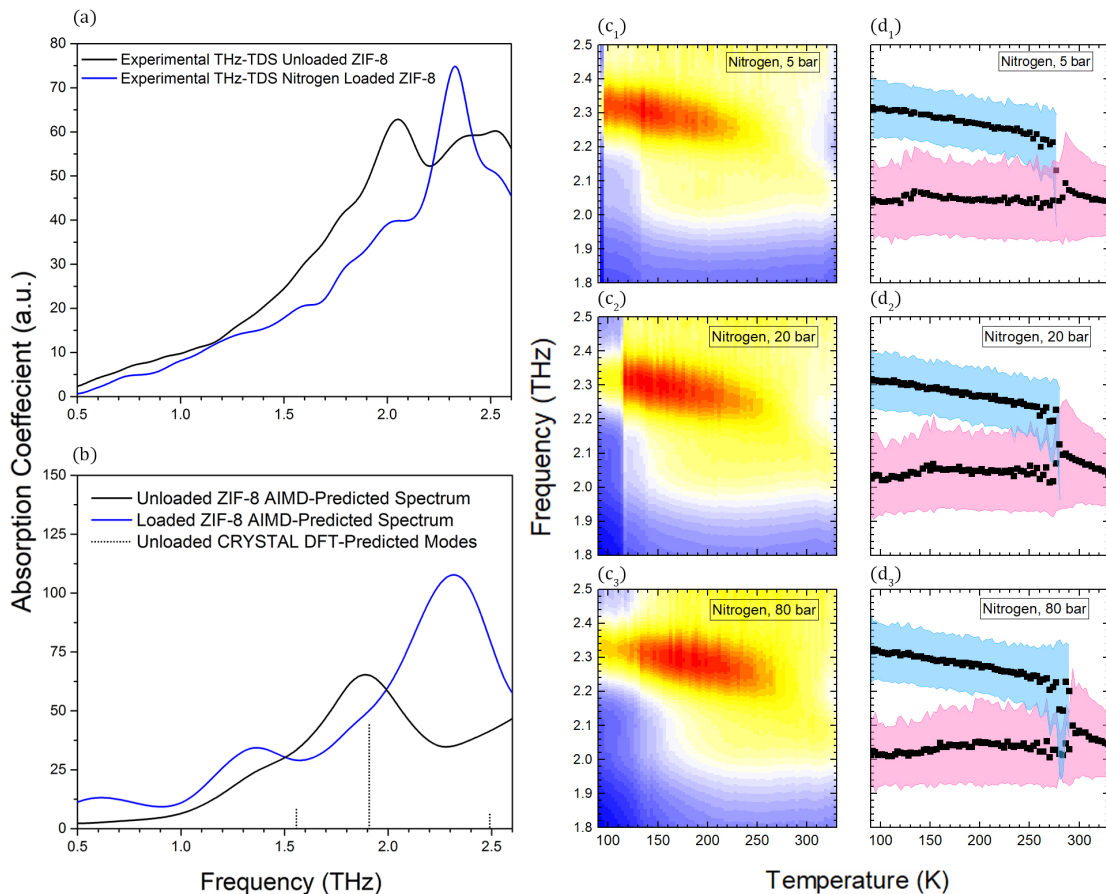 (a)
Experimental THz-TDS Unloaded ZIF-8
Experimental THz-TDS Nitrogen Loaded ZIF-8
80
70
60
50
40
30
20
10
0
0.5 1.0 1.5 2.0 2.5
(b)
Unloaded ZIF-8 AIMD-Predicted Spectrum
Loaded ZIF-8 AIMD-Predicted Spectrum
Unloaded CRYSTAL DFT-Predicted Modes
150
125
100
75
50
25
0
0.5 1.0 1.5 2.0 2.5
Absorption Coeffecient (a.u.)
Frequency (THz)
(c₁)
Nitrogen, 5 bar
2.5
2.4
2.3
2.2
2.1
2.0
1.9
1.8
(d₁)
Nitrogen, 5 bar
(c₂)
Nitrogen, 20 bar
2.5
2.4
2.3
2.2
2.1
2.0
1.9
1.8
(d₂)
Nitrogen, 20 bar
(c₃)
Nitrogen, 80 bar
2.5
2.4
2.3
2.2
2.1
2.0
1.9
1.8
100 150 200 250 300
(d₃)
Nitrogen, 80 bar
100 150 200 250 300
Frequency (THz)
Temperature (K)